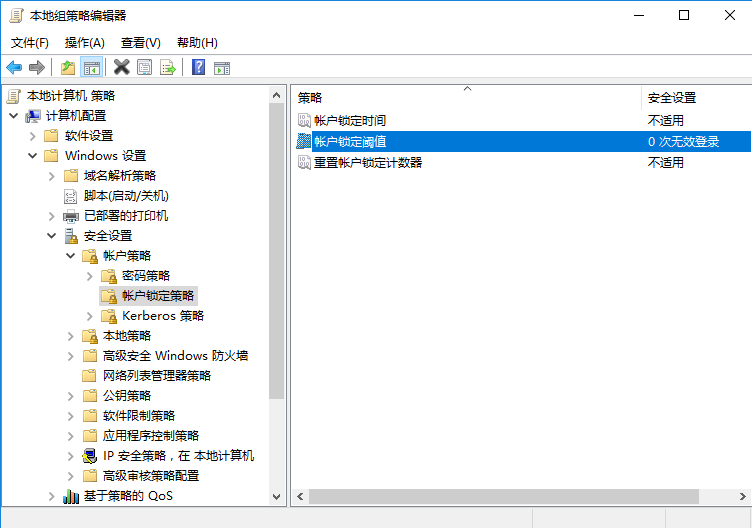 本地组策略编辑器
文件(F) 操作(A) 查看(V) 帮助(H)
本地计算机 策略
计算机配置
软件设置
Windows 设置
域名解析策略
脚本(启动/关机)
已部署的打印机
安全设置
帐户策略
密码策略
帐户锁定策略
Kerberos 策略
本地策略
高级安全 Windows 防火墙
网络列表管理器策略
公钥策略
软件限制策略
应用程序控制策略
IP 安全策略，在 本地计算机
高级审核策略配置
基于策略的 QoS
策略 安全设置
帐户锁定时间 不适用
帐户锁定阈值 0 次无效登录
重置帐户锁定计数器 不适用